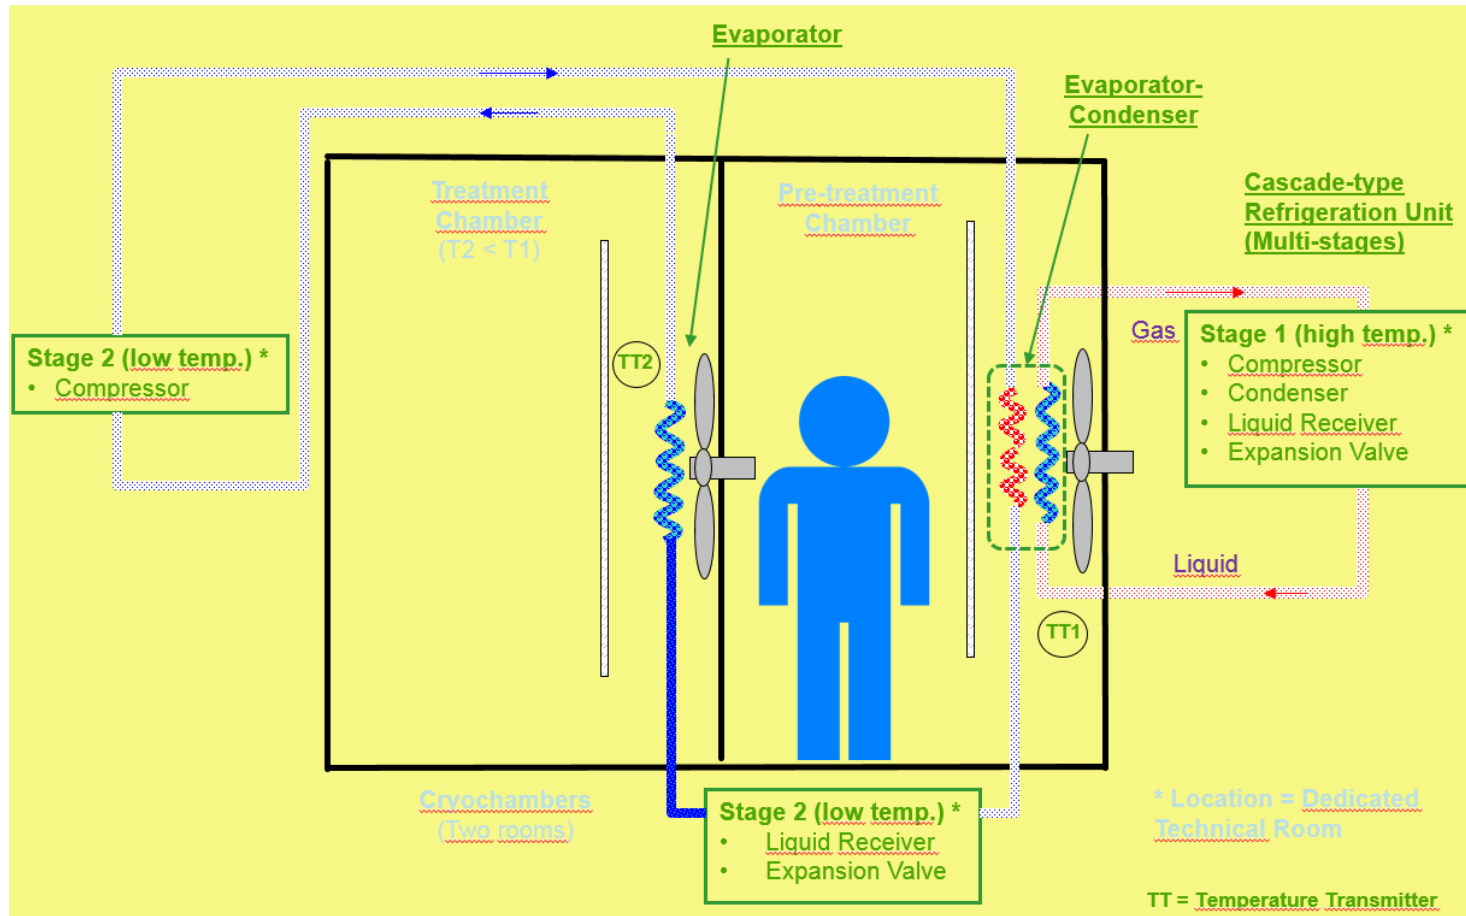 Evaporator
Evaporator-
Condenser
Treatment
Chamber
(T2 < T1)
Pre-treatment
Chamber
Cascade-type
Refrigeration Unit
(Multi-stages)
Gas
Stage 1 (high temp.) *
• Compressor
• Condenser
• Liquid Receiver
• Expansion Valve
Stage 2 (low temp.) *
• Compressor
TT2
Liquid
TT1
Cryochambers
(Two rooms)
Stage 2 (low temp.) *
• Liquid Receiver
• Expansion Valve
* Location = Dedicated
Technical Room
TT = Temperature Transmitter